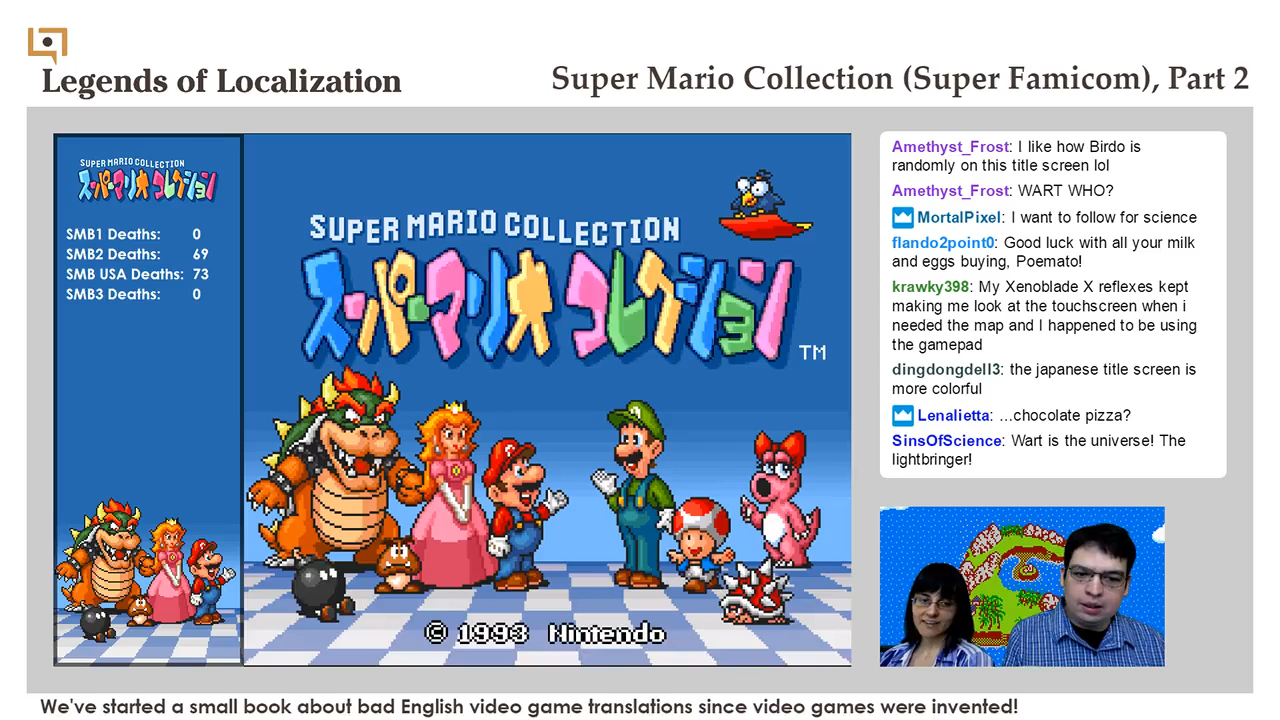 Legends of Localization
Super Mario Collection (Super Famicom), Part 2
SUPER MARIO COLLECTION
スーパーマリオコレクション
SMB1 Deaths: 0
SMB2 Deaths: 69
SMB USA Deaths: 73
SMB3 Deaths: 0
SUPER MARIO COLLECTION
スーパーマリオ コレクション
TM
© 1993 Nintendo
Amethyst_Frost: I like how Birdo is
randomly on this title screen lol
Amethyst_Frost: WART WHO?
MortalPixel: I want to follow for science
flando2point0: Good luck with all your milk
and eggs buying, Poemato!
krawky398: My Xenoblade X reflexes kept
making me look at the touchscreen when i
needed the map and I happened to be using
the gamepad
dingdongdell3: the japanese title screen is
more colorful
Lenalietta: ...chocolate pizza?
SinsOfScience: Wart is the universe! The
lightbringer!
We've started a small book about bad English video game translations since video games were invented!